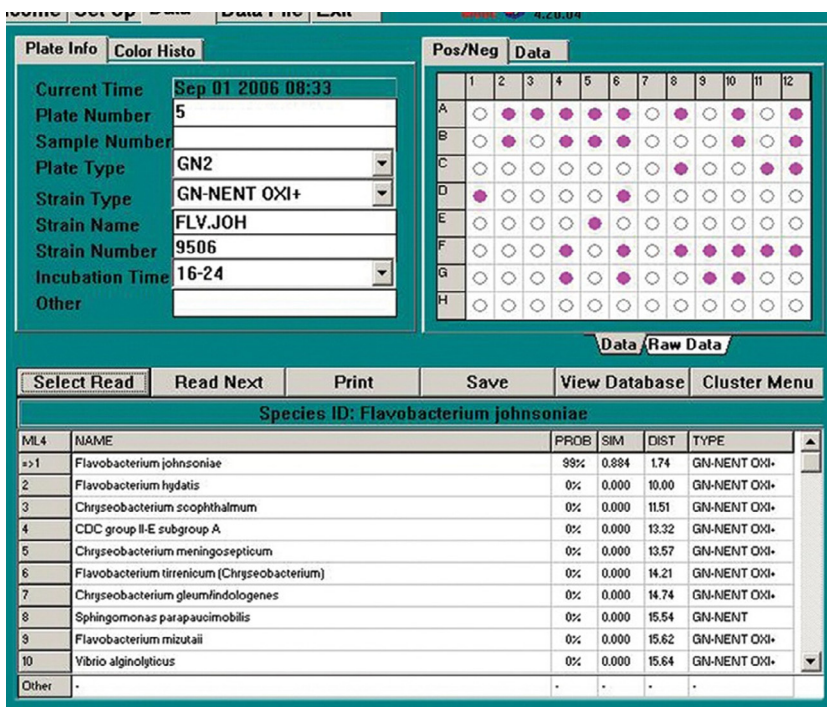 Set Up Data Data File Exit
4.20.04
Plate Info Color Histo
Current Time Sep 01 2006 08:33
Plate Number 5
Sample Number
Plate Type GN2
Strain Type GN-NENT OXI+
Strain Name FLV.JOH
Strain Number 9506
Incubation Time 16-24
Other
Pos/Neg Data
1 2 3 4 5 6 7 8 9 10 11 12
A
B
C
D
E
F
G
H
Data Raw Data
Select Read Read Next Print Save View Database Cluster Menu
Species ID: Flavobacterium johnsoniae
ML4 NAME PROB SIM DIST TYPE
=>1 Flavobacterium johnsoniae 99% 0.884 1.74 GN-NENT OXI+
2 Flavobacterium hydatis 0% 0.000 10.00 GN-NENT OXI+
3 Chryseobacterium scophthalmum 0% 0.000 11.51 GN-NENT OXI+
4 CDC group II-E subgroup A 0% 0.000 13.32 GN-NENT OXI+
5 Chryseobacterium meningosepticum 0% 0.000 13.57 GN-NENT OXI+
6 Flavobacterium tirrenicum (Chryseobacterium) 0% 0.000 14.21 GN-NENT OXI+
7 Chryseobacterium gleum/indologenes 0% 0.000 14.74 GN-NENT OXI+
8 Sphingomonas parapaucimobilis 0% 0.000 15.54 GN-NENT
9 Flavobacterium mizutaii 0% 0.000 15.62 GN-NENT OXI+
10 Vibrio alginolyticus 0% 0.000 15.64 GN-NENT OXI+
Other - - - - -